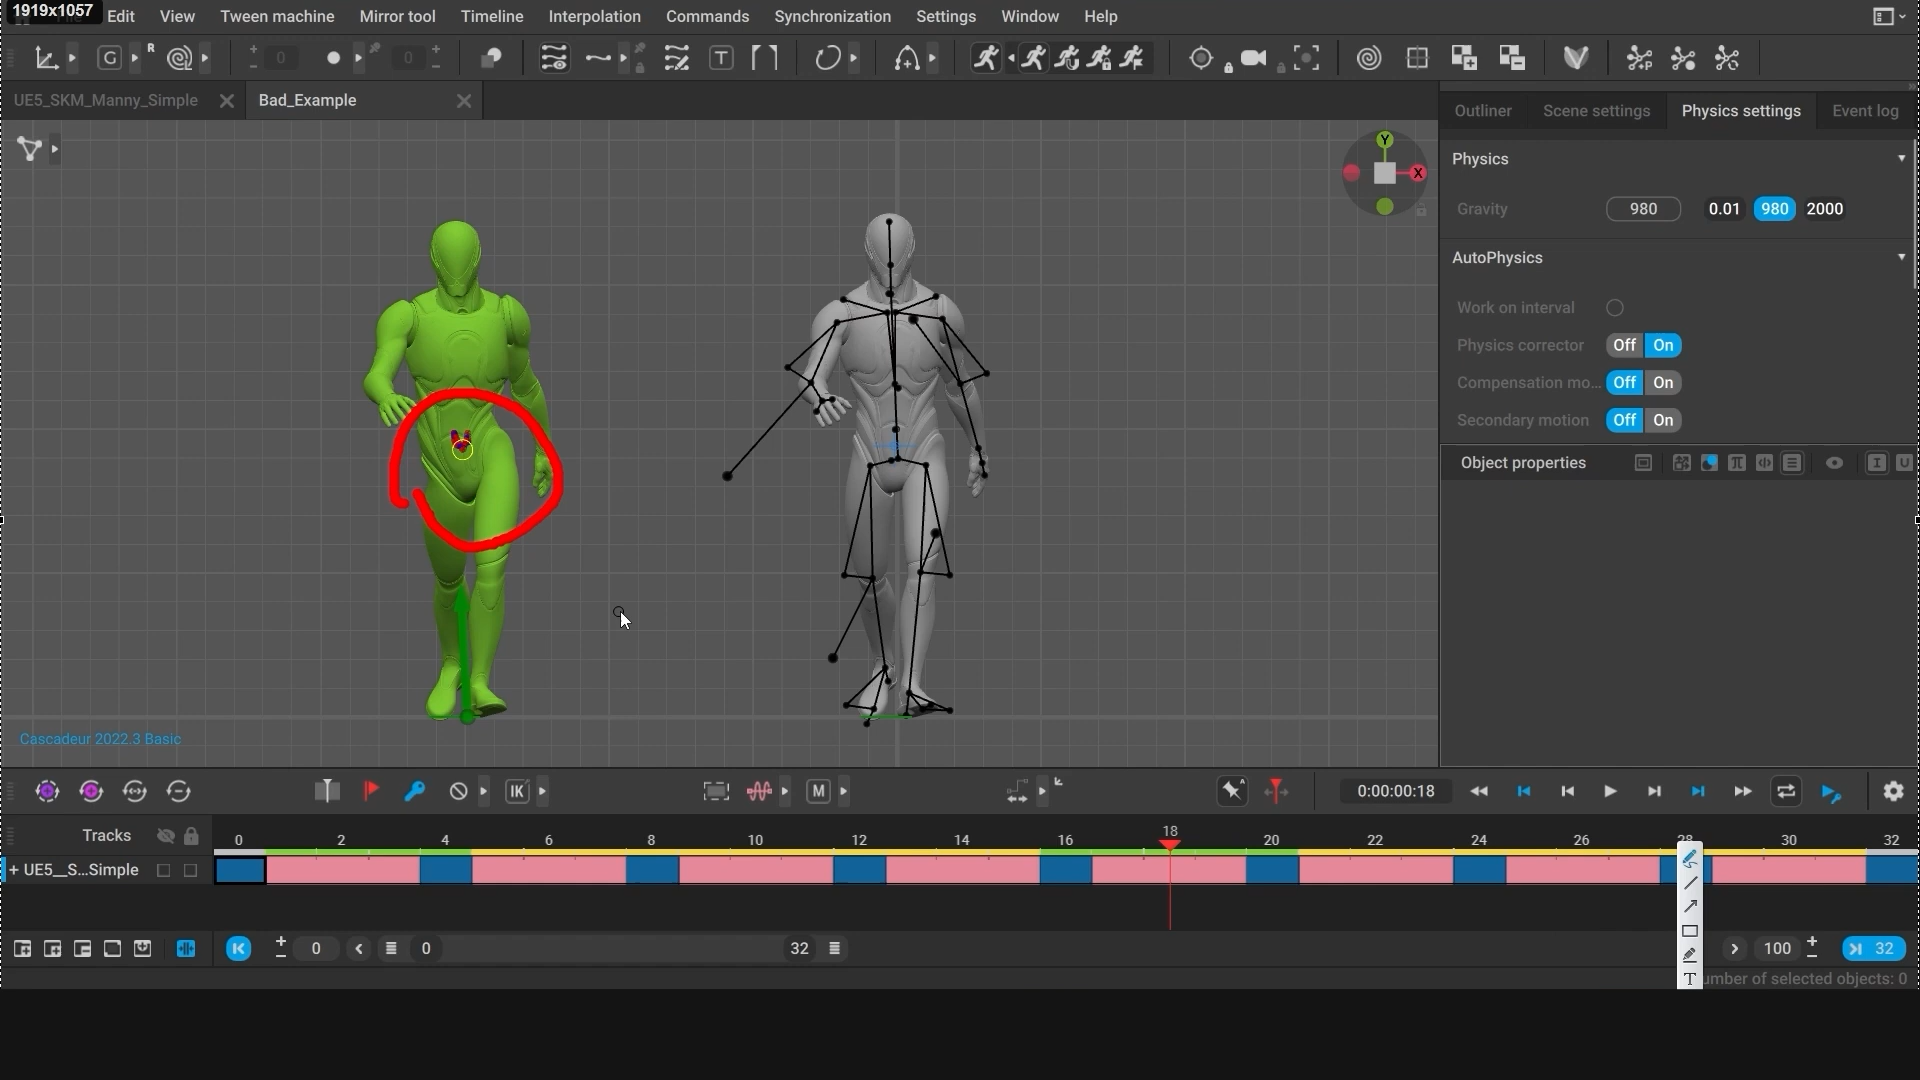 1919x1057
Edit View Tween machine Mirror tool Timeline Interpolation Commands Synchronization Settings Window Help
G R 0 0 T
UE5_SKM_Manny_Simple Bad_Example
Outliner Scene settings Physics settings Event log
Y
X
Physics
Gravity 980 0.01 980 2000
AutoPhysics
Work on interval
Physics corrector Off On
Compensation mo... Off On
Secondary motion Off On
Object properties I U
Cascadeur 2022.3 Basic
IK M A 0:00:00:18
Tracks 0 2 4 6 8 10 12 14 16 18 20 22 24 26 28 30 32
+ UE5__S...Simple
0 0 32 100 32
T
umber of selected objects: 0